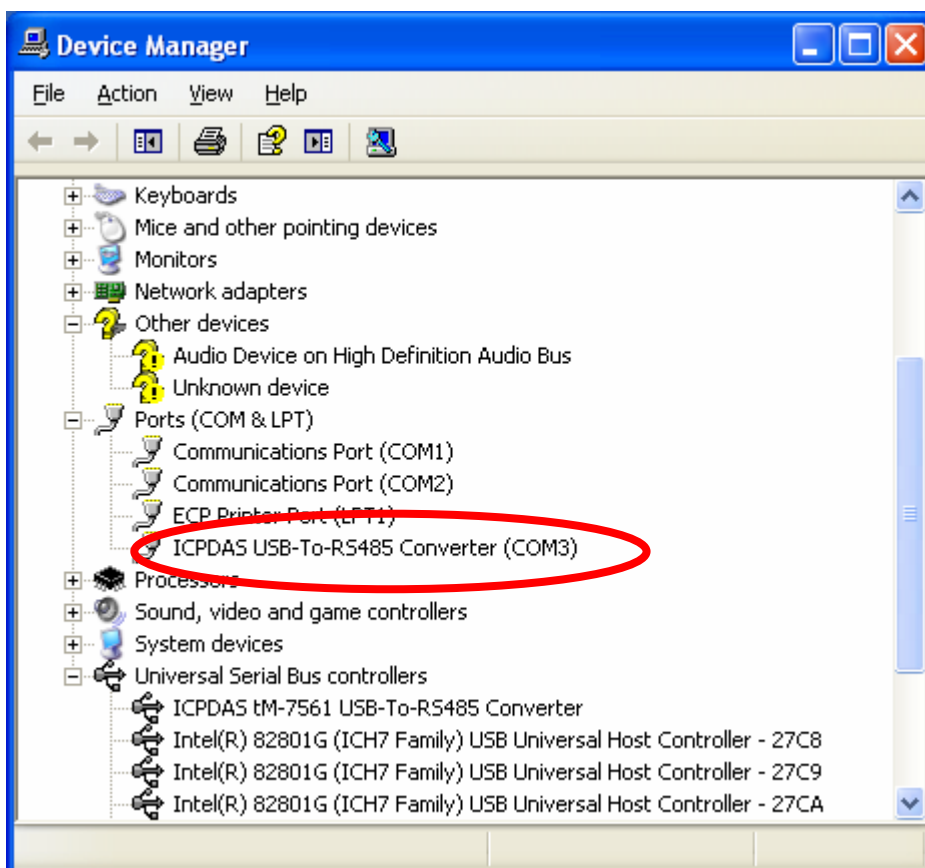 Device Manager
File Action View Help
Keyboards
Mice and other pointing devices
Monitors
Network adapters
Other devices
Audio Device on High Definition Audio Bus
Unknown device
Ports (COM & LPT)
Communications Port (COM1)
Communications Port (COM2)
ECP Printer Port (LPT1)
ICPDAS USB-To-RS485 Converter (COM3)
Processors
Sound, video and game controllers
System devices
Universal Serial Bus controllers
ICPDAS tM-7561 USB-To-RS485 Converter
Intel(R) 82801G (ICH7 Family) USB Universal Host Controller - 27C8
Intel(R) 82801G (ICH7 Family) USB Universal Host Controller - 27C9
Intel(R) 82801G (ICH7 Family) USB Universal Host Controller - 27CA